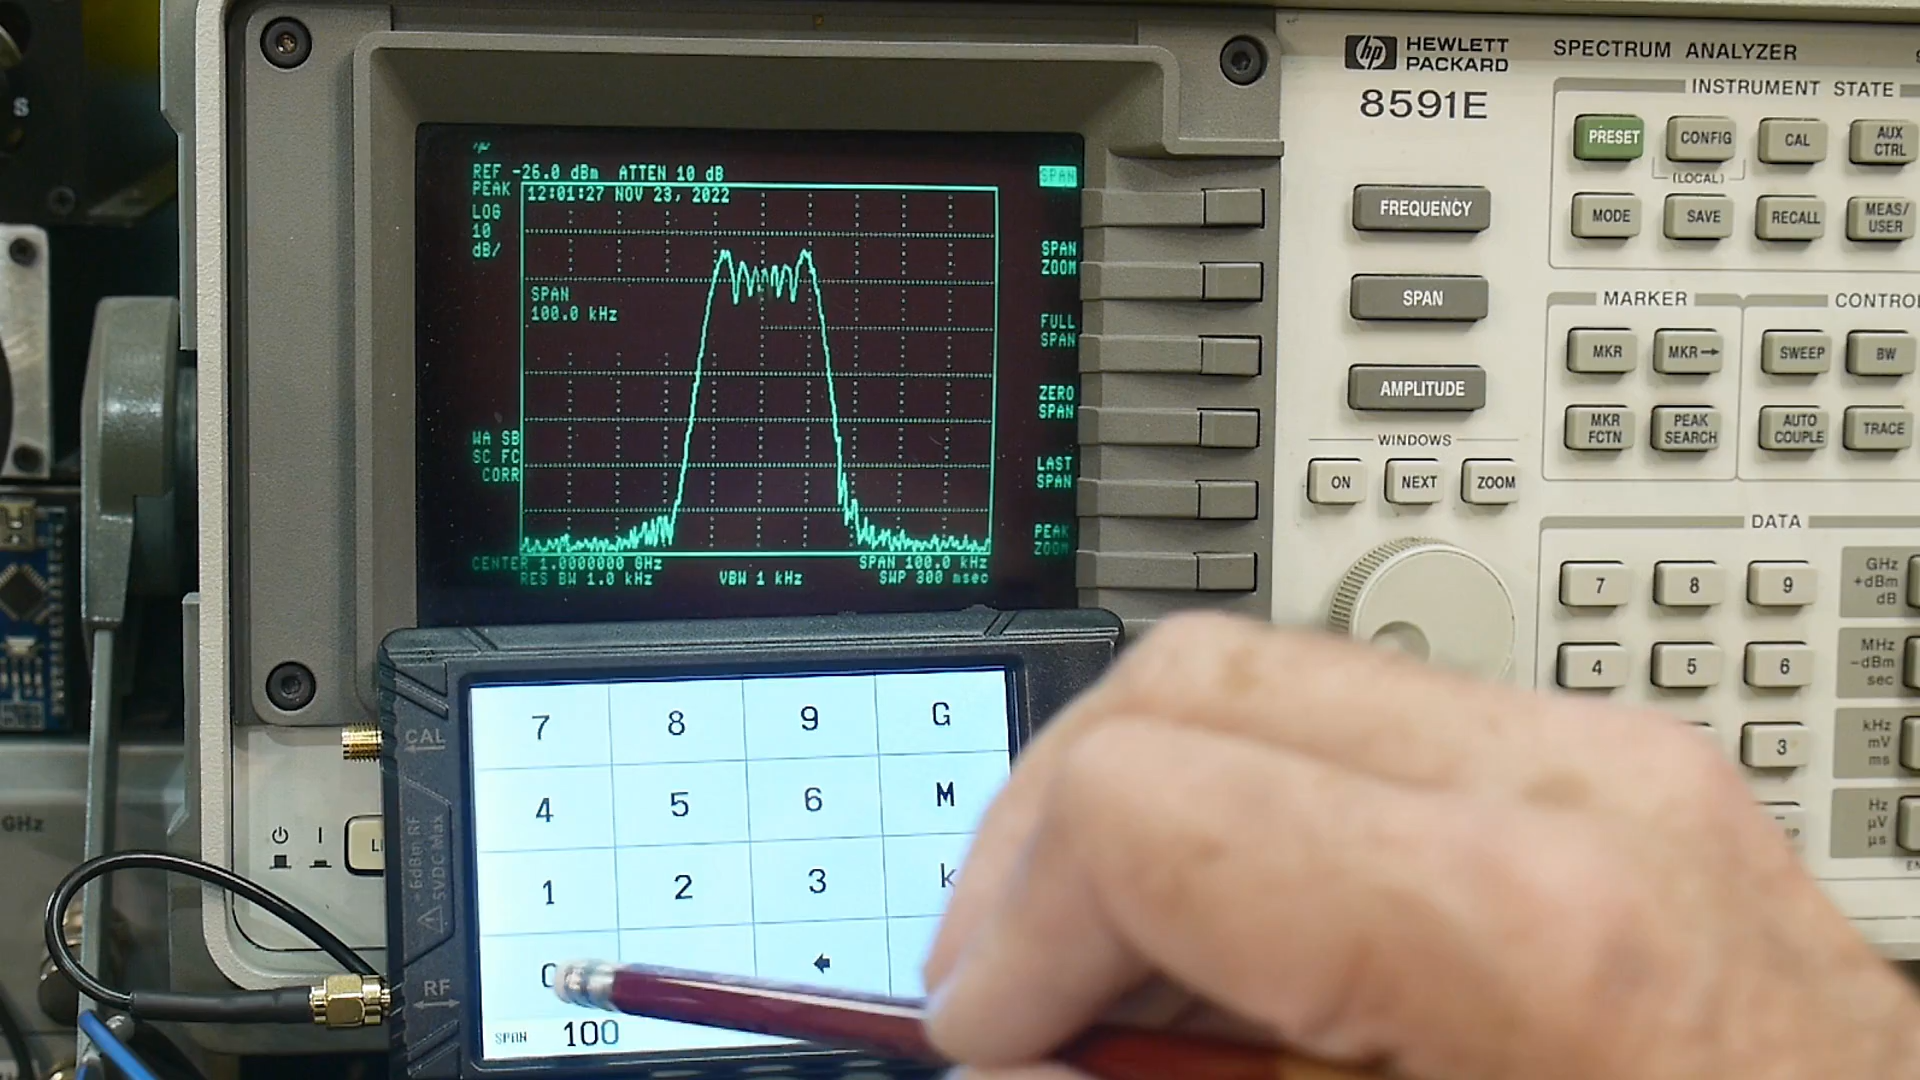 S
hp HEWLETT PACKARD
8591E
SPECTRUM ANALYZER
INSTRUMENT STATE
PRESET
CONFIG
CAL
AUX CTRL
(LOCAL)
MODE
SAVE
RECALL
MEAS/ USER
REF -26.0 dBm ATTEN 10 dB
PEAK
LOG
10
dB/
12:01:27 NOV 23, 2022
SPAN
100.0 kHz
WA SB
SC FC
CORR
CENTER 1.0000000 GHz
SPAN 100.0 kHz
RES BW 1.0 kHz
VBW 1 kHz
SWP 300 msec
SPAN
SPAN
ZOOM
FULL
SPAN
ZERO
SPAN
LAST
SPAN
PEAK
ZOOM
FREQUENCY
SPAN
AMPLITUDE
MARKER
MKR
MKR→
MKR FCTN
PEAK SEARCH
CONTROL
SWEEP
BW
AUTO COUPLE
TRACE
WINDOWS
ON
NEXT
ZOOM
DATA
7 8 9
GHz
+dBm
dB
4 5 6
MHz
-dBm
sec
3
kHz
mV
ms
Hz
µV
µs
GHz
CAL
+6dBm RF
5VDC Max
RF
7 8 9 G
4 5 6 M
1 2 3 k
←
SPAN 100